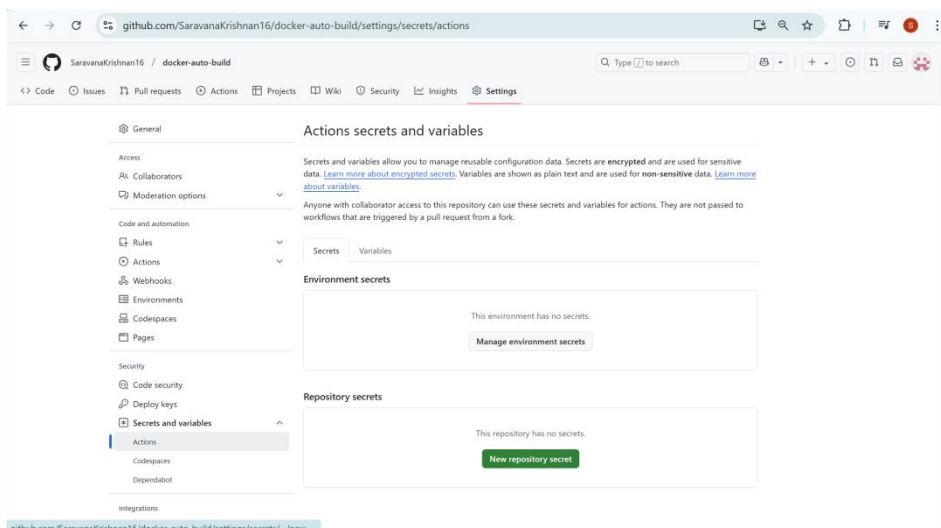 github.com/SaravanaKrishnan16/docker-auto-build/settings/secrets/actions
S
SaravanaKrishnan16 / docker-auto-build
Type / to search
Code Issues Pull requests Actions Projects Wiki Security Insights Settings
General
Access
Collaborators
Moderation options
Code and automation
Rules
Actions
Webhooks
Environments
Codespaces
Pages
Security
Code security
Deploy keys
Secrets and variables
Actions
Codespaces
Dependabot
Integrations
Actions secrets and variables
Secrets and variables allow you to manage reusable configuration data. Secrets are encrypted and are used for sensitive
data. Learn more about encrypted secrets. Variables are shown as plain text and are used for non-sensitive data. Learn more
about variables.
Anyone with collaborator access to this repository can use these secrets and variables for actions. They are not passed to
workflows that are triggered by a pull request from a fork.
Secrets Variables
Environment secrets
This environment has no secrets.
Manage environment secrets
Repository secrets
This repository has no secrets.
New repository secret